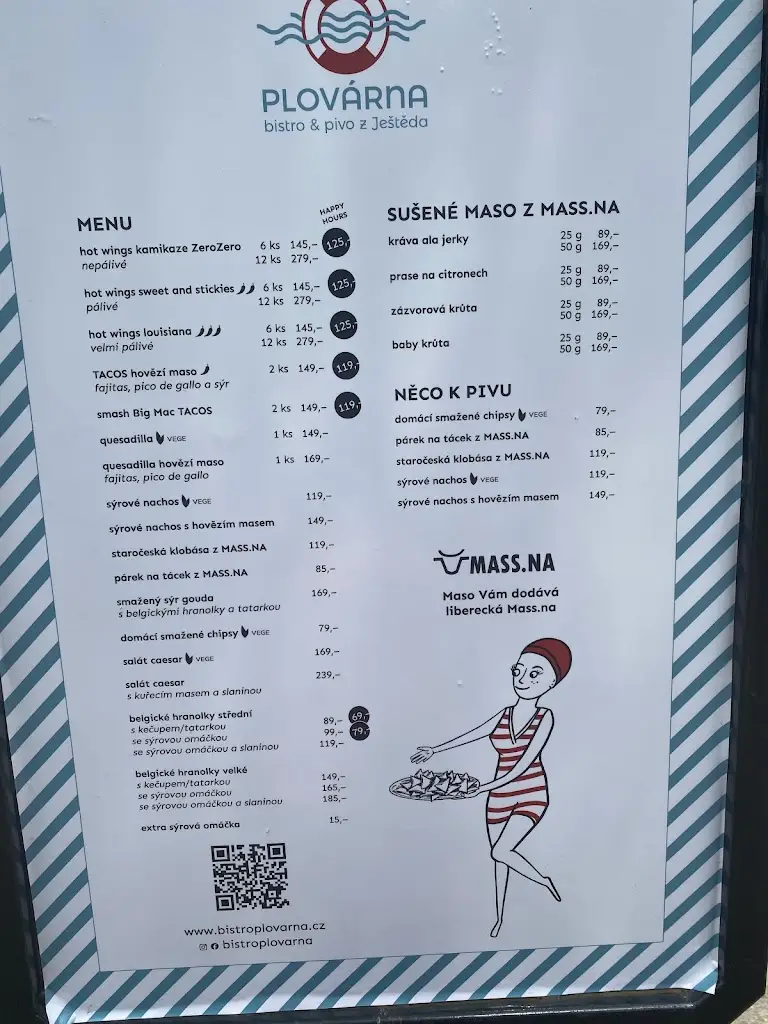 PLOVÁRNA
bistro & pivo z Ještěda
MENU
HAPPY
HOURS
hot wings kamikaze ZeroZero 6 ks 145,- 125,-
nepálivé 12 ks 279,-
hot wings sweet and stickies 6 ks 145,- 125,-
pálivé 12 ks 279,-
hot wings louisiana 6 ks 145,- 125,-
velmi pálivé 12 ks 279,-
TACOS hovězí maso 2 ks 149,- 119,-
fajitas, pico de gallo a sýr
smash Big Mac TACOS 2 ks 149,- 119,-
quesadilla VEGE 1 ks 149,-
quesadilla hovězí maso 1 ks 169,-
fajitas, pico de gallo
sýrové nachos VEGE 119,-
sýrové nachos s hovězím masem 149,-
staročeská klobása z MASS.NA 119,-
párek na tácek z MASS.NA 85,-
smažený sýr gouda 169,-
s belgickými hranolky a tatarkou
domácí smažené chipsy VEGE 79,-
salát caesar VEGE 169,-
salát caesar 239,-
s kuřecím masem a slaninou
belgické hranolky střední
s kečupem/tatarkou 89,- 69,-
se sýrovou omáčkou 99,- 79,-
se sýrovou omáčkou a slaninou 119,-
belgické hranolky velké
s kečupem/tatarkou 149,-
se sýrovou omáčkou 165,-
se sýrovou omáčkou a slaninou 185,-
extra sýrová omáčka 15,-
www.bistroplovarna.cz
bistroplovarna
SUŠENÉ MASO Z MASS.NA
kráva ala jerky 25 g 89,-
50 g 169,-
prase na citronech 25 g 89,-
50 g 169,-
zázvorová krůta 25 g 89,-
50 g 169,-
baby krůta 25 g 89,-
50 g 169,-
NĚCO K PIVU
domácí smažené chipsy VEGE 79,-
párek na tácek z MASS.NA 85,-
staročeská klobása z MASS.NA 119,-
sýrové nachos VEGE 119,-
sýrové nachos s hovězím masem 149,-
MASS.NA
Maso Vám dodává
liberecká Mass.na